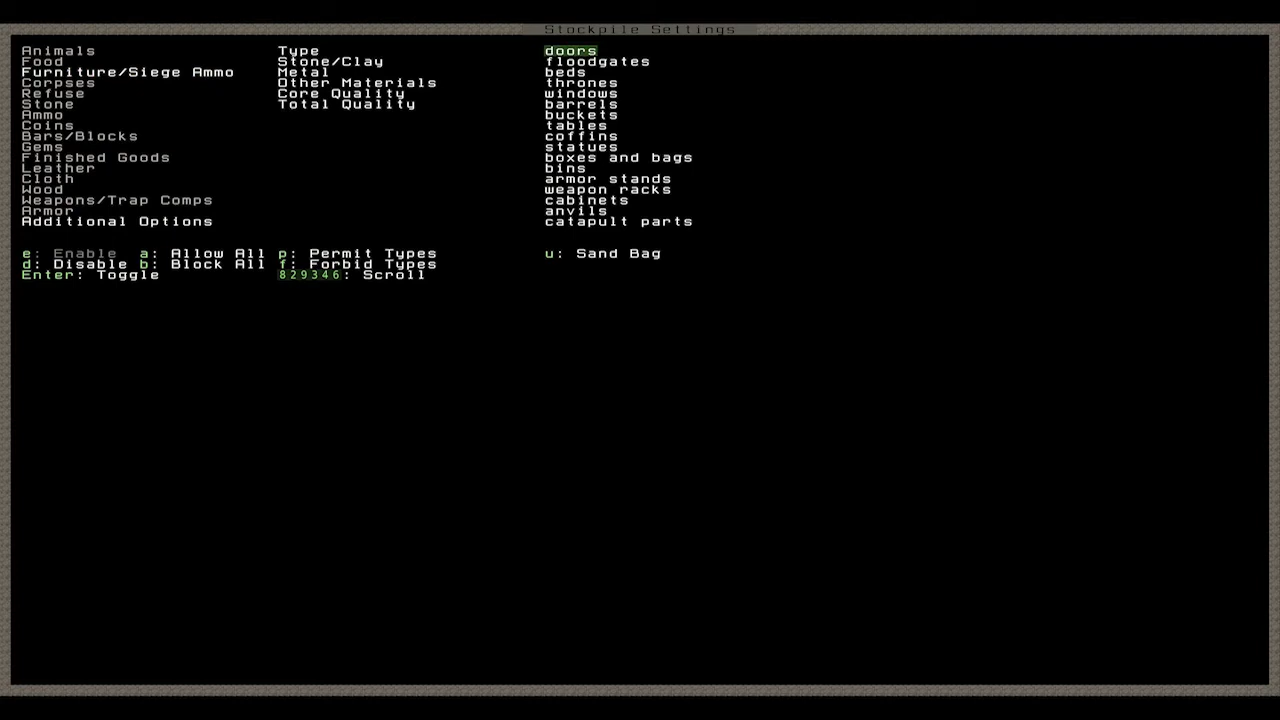 Stockpile Settings
Animals Type doors
Food Stone/Clay floodgates
Furniture/Siege Ammo Metal beds
Corpses Other Materials thrones
Refuse Core Quality windows
Stone Total Quality barrels
Ammo buckets
Coins tables
Bars/Blocks coffins
Gems statues
Finished Goods boxes and bags
Leather bins
Cloth armor stands
Wood weapon racks
Weapons/Trap Comps cabinets
Armor anvils
Additional Options catapult parts
e: Enable a: Allow All p: Permit Types u: Sand Bag
d: Disable b: Block All f: Forbid Types
Enter: Toggle 829346: Scroll